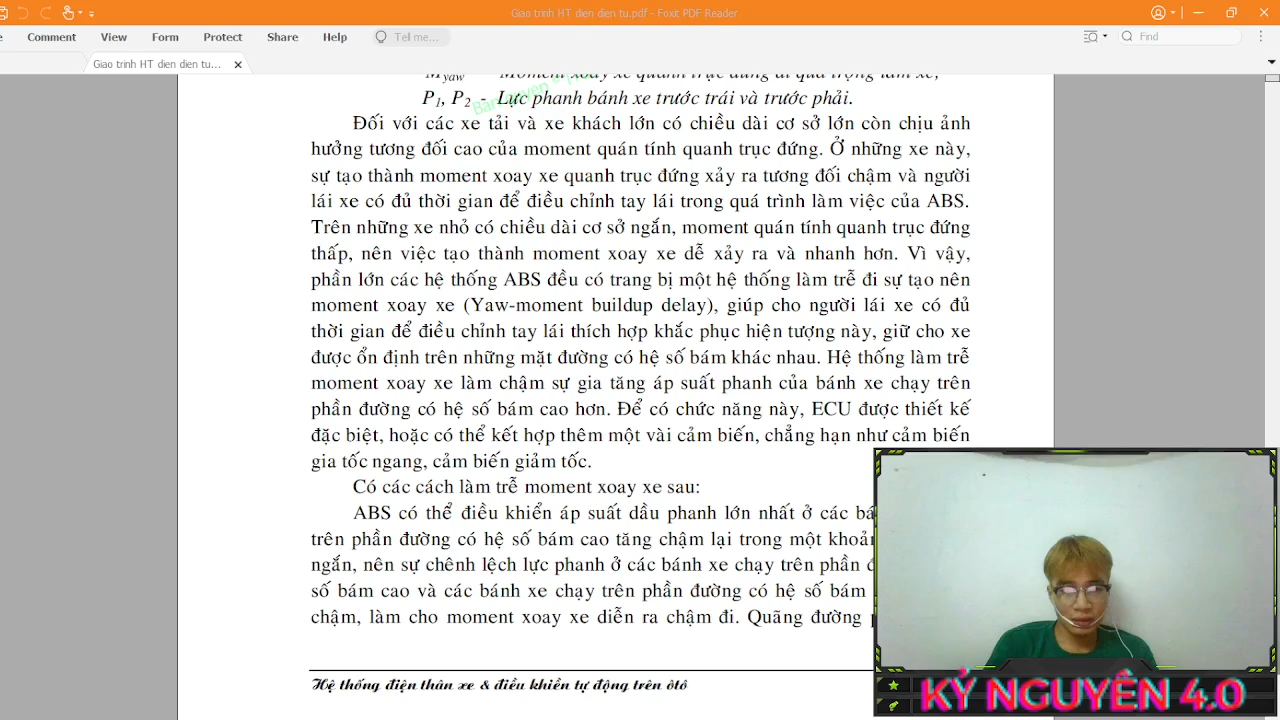 Giao trinh HT dien dien tu.pdf - Foxit PDF Reader
Comment View Form Protect Share Help Tell me... Find
Giao trinh HT dien dien tu...
Myaw - Moment xoay xe quanh trục đứng đi qua trọng tâm xe;
P1, P2 - Lực phanh bánh xe trước trái và trước phải.
Đối với các xe tải và xe khách lớn có chiều dài cơ sở lớn còn chịu ảnh
hưởng tương đối cao của moment quán tính quanh trục đứng. Ở những xe này,
sự tạo thành moment xoay xe quanh trục đứng xảy ra tương đối chậm và người
lái xe có đủ thời gian để điều chỉnh tay lái trong quá trình làm việc của ABS.
Trên những xe nhỏ có chiều dài cơ sở ngắn, moment quán tính quanh trục đứng
thấp, nên việc tạo thành moment xoay xe dễ xảy ra và nhanh hơn. Vì vậy,
phần lớn các hệ thống ABS đều có trang bị một hệ thống làm trễ đi sự tạo nên
moment xoay xe (Yaw-moment buildup delay), giúp cho người lái xe có đủ
thời gian để điều chỉnh tay lái thích hợp khắc phục hiện tượng này, giữ cho xe
được ổn định trên những mặt đường có hệ số bám khác nhau. Hệ thống làm trễ
moment xoay xe làm chậm sự gia tăng áp suất phanh của bánh xe chạy trên
phần đường có hệ số bám cao hơn. Để có chức năng này, ECU được thiết kế
đặc biệt, hoặc có thể kết hợp thêm một vài cảm biến, chẳng hạn như cảm biến
gia tốc ngang, cảm biến giảm tốc.
Có các cách làm trễ moment xoay xe sau:
ABS có thể điều khiển áp suất dầu phanh lớn nhất ở các
trên phần đường có hệ số bám cao tăng chậm lại trong một
ngắn, nên sự chênh lệch lực phanh ở các bánh xe chạy trên phần
số bám cao và các bánh xe chạy trên phần đường có hệ số bám
chậm, làm cho moment xoay xe diễn ra chậm đi. Quãng đường
Hệ thống điện thân xe & điều khiển tự động trên ôtô
KỶ NGUYÊN 4.0